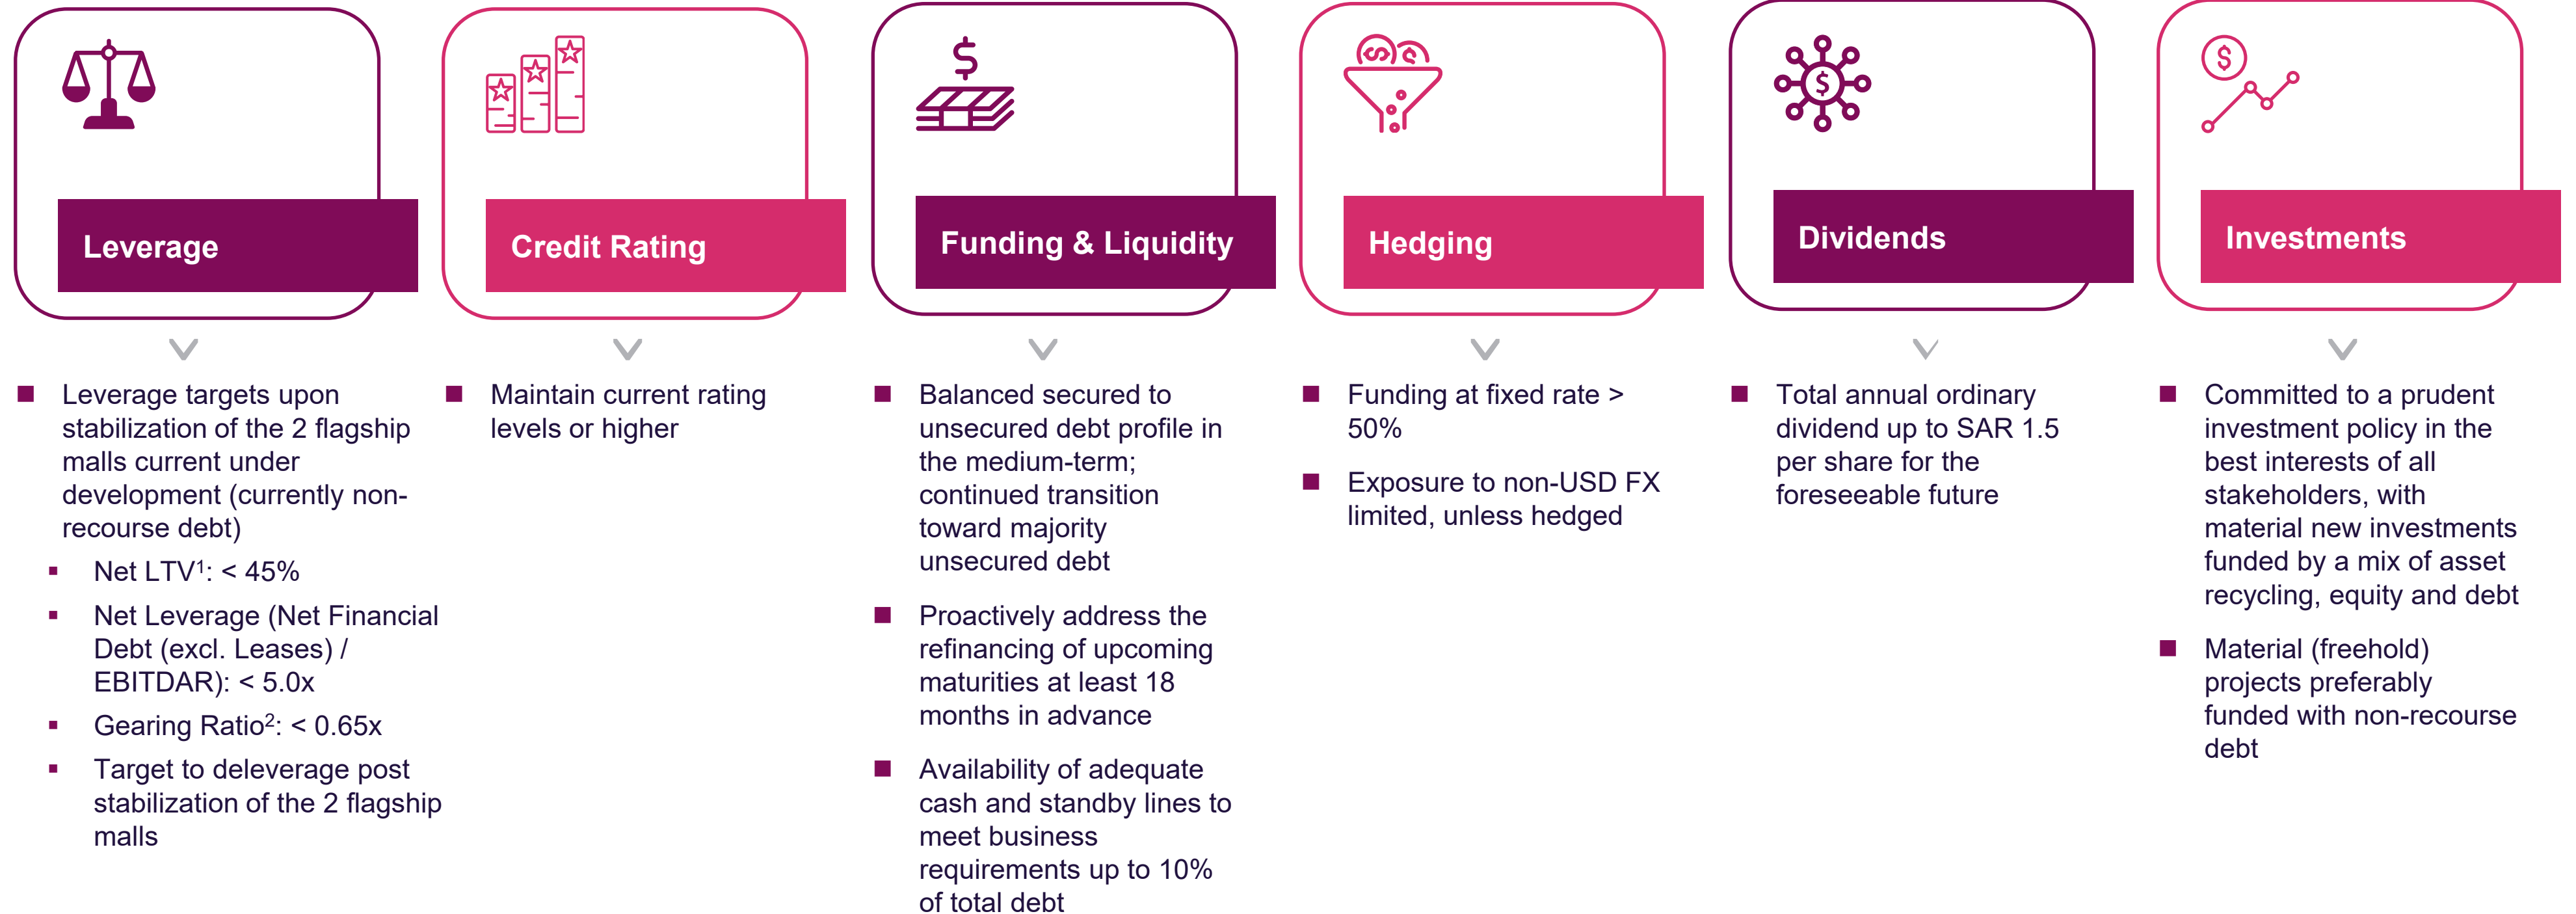 Leverage
Leverage targets upon
stabilization of the 2 flagship
malls current under
development (currently non-
recourse debt)
Net LTV¹: < 45%
Net Leverage (Net Financial
Debt (excl. Leases) /
EBITDAR): < 5.0x
Gearing Ratio²: < 0.65x
Target to deleverage post
stabilization of the 2 flagship
malls
Credit Rating
Maintain current rating
levels or higher
Funding & Liquidity
Balanced secured to
unsecured debt profile in
the medium-term;
continued transition
toward majority
unsecured debt
Proactively address the
refinancing of upcoming
maturities at least 18
months in advance
Availability of adequate
cash and standby lines to
meet business
requirements up to 10%
of total debt
Hedging
Funding at fixed rate >
50%
Exposure to non-USD FX
limited, unless hedged
Dividends
Total annual ordinary
dividend up to SAR 1.5
per share for the
foreseeable future
Investments
Committed to a prudent
investment policy in the
best interests of all
stakeholders, with
material new investments
funded by a mix of asset
recycling, equity and debt
Material (freehold)
projects preferably
funded with non-recourse
debt